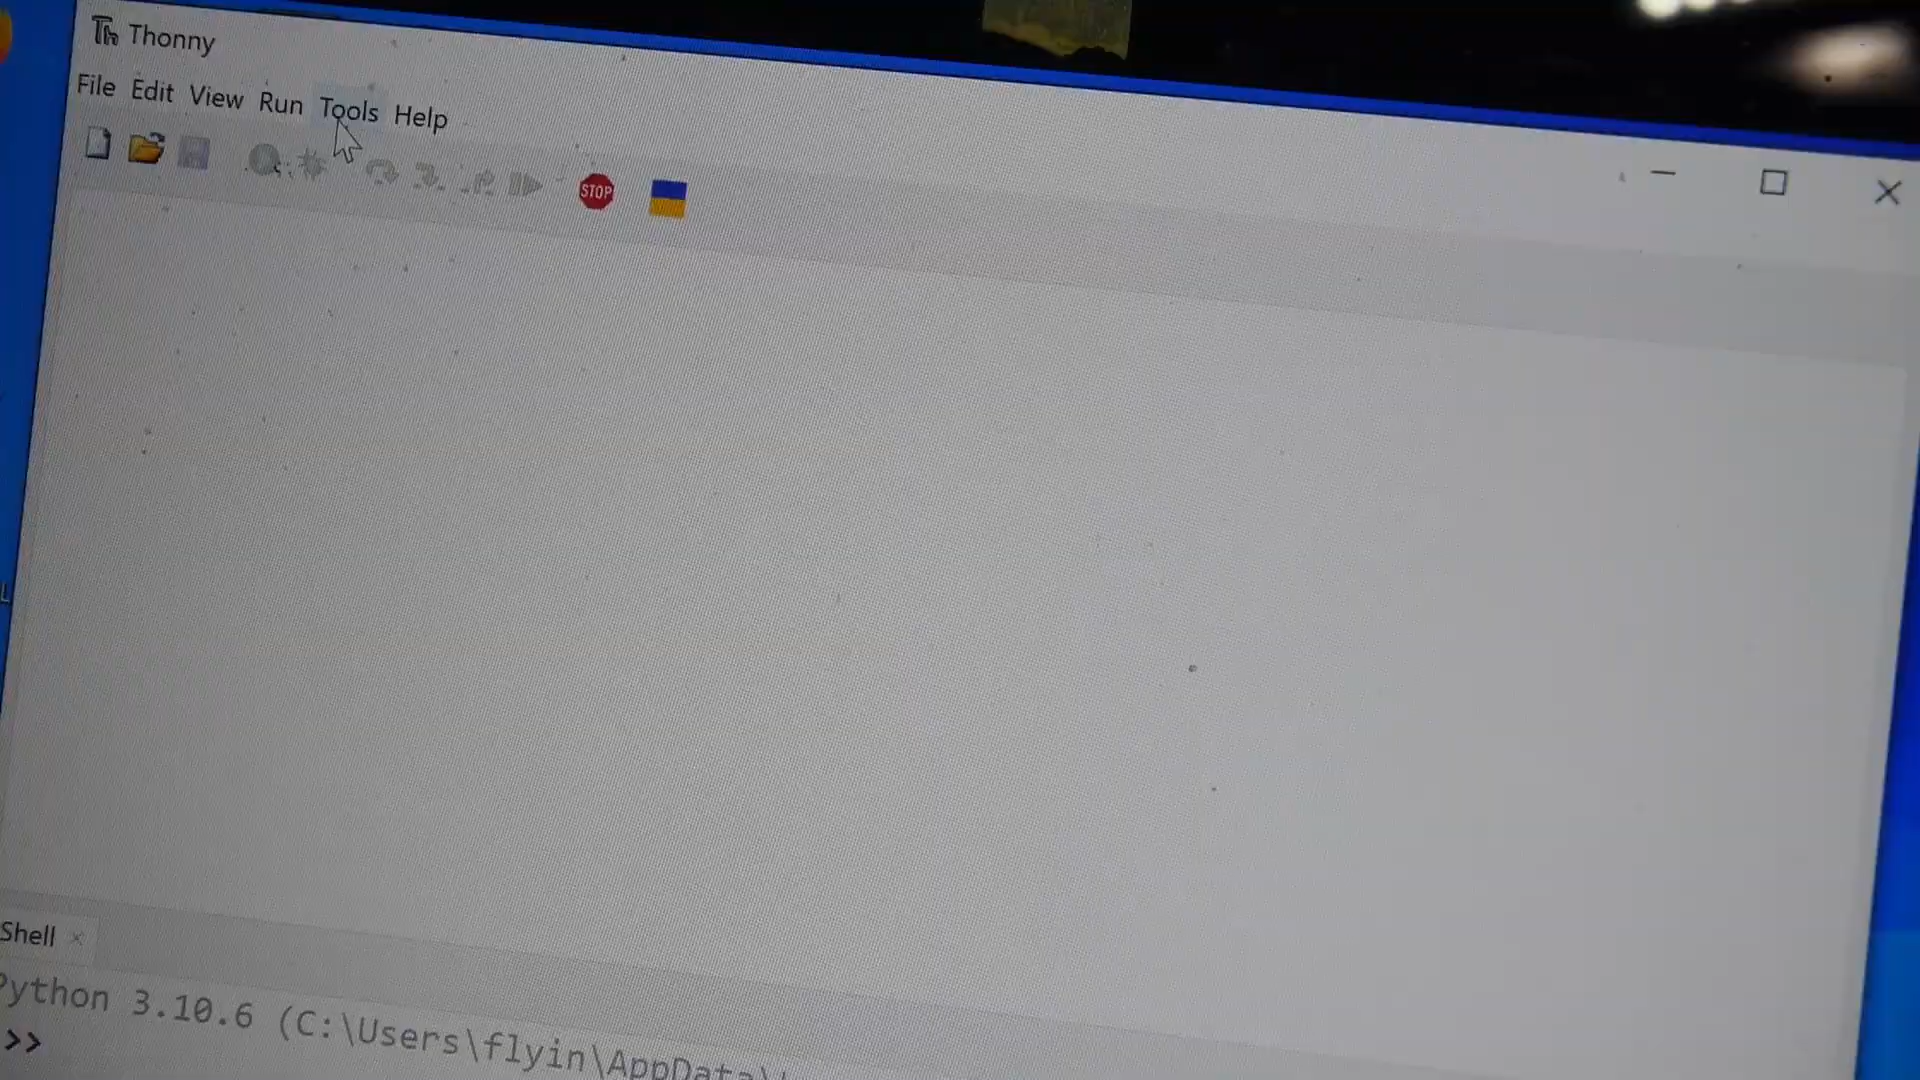 Thonny
File Edit View Run Tools Help
STOP
Shell
Python 3.10.6 (C:\Users\flyin\AppData\
>>